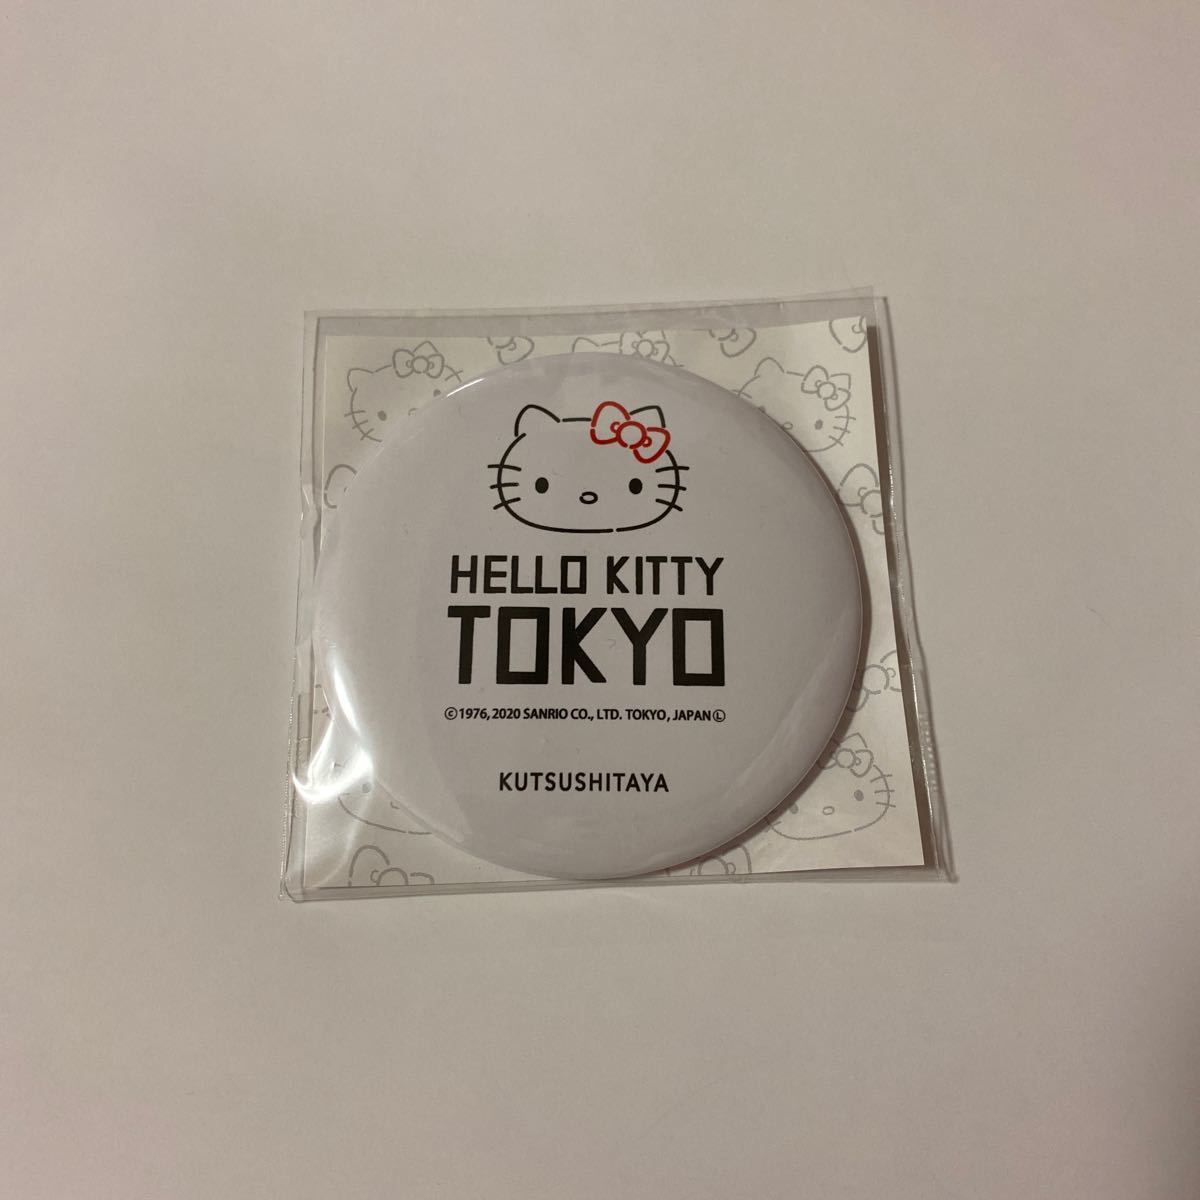 HELLO KITTY
TOKYO
©1976, 2020 SANRIO CO., LTD. TOKYO, JAPAN Ⓛ
KUTSUSHITAYA